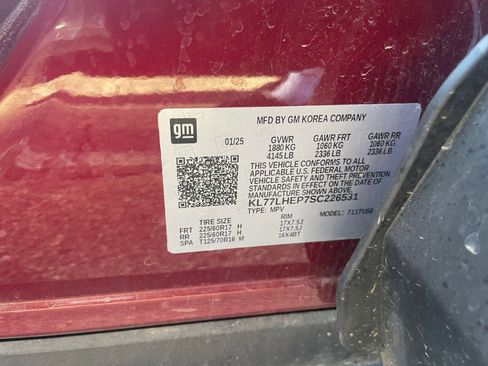 MFD BY GM KOREA COMPANY
gm
01/25 GVWR GAWR FRT GAWR RR
1880 KG 1060 KG 1060 KG
4145 LB 2336 LB 2336 LB
THIS VEHICLE CONFORMS TO ALL
APPLICABLE U.S. FEDERAL MOTOR
VEHICLE SAFETY THEFT PREVENTION
STANDARDS IN EFFECT ON THE DATE OF
MANUFACTURE SHOWN ABOVE.
KL77LHEP7SC226531
TYPE: MPV MODEL: 711TU58
TIRE SIZE RIM
FRT 225/60R17 H 17X7.5J
RR 225/60R17 H 17X7.5J
SPA T125/70R16 M 16X4BT